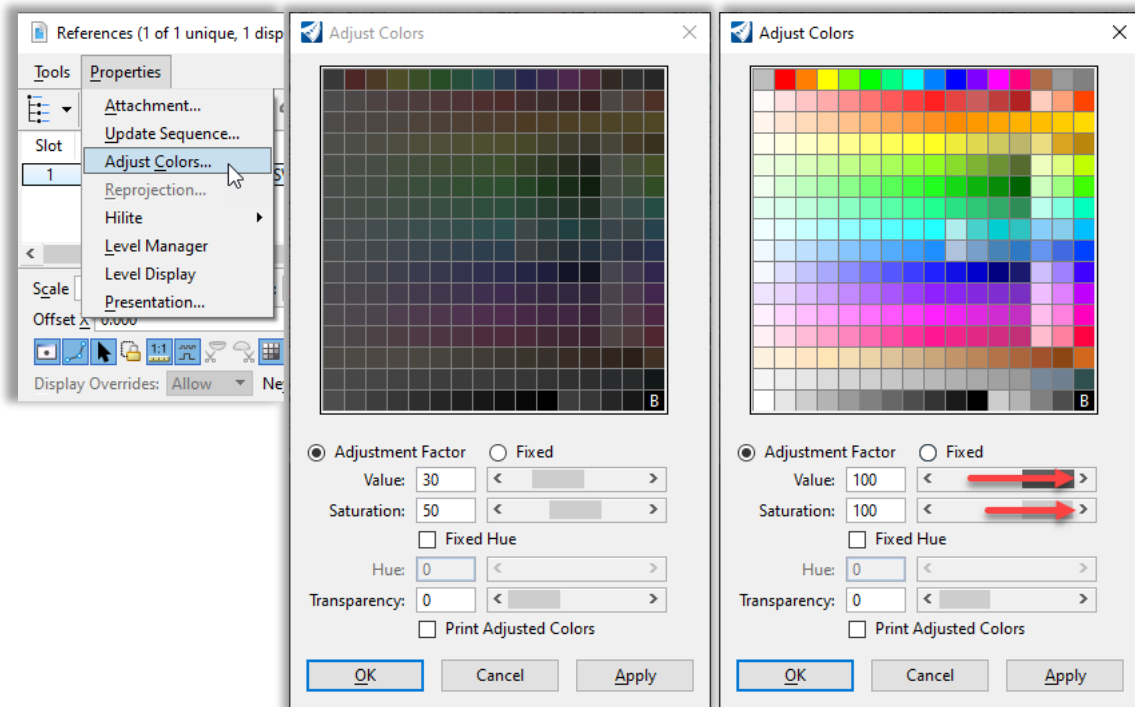 References (1 of 1 unique, 1 disp
Tools Properties
Attachment...
Update Sequence...
Slot
Adjust Colors...
1
Reprojection...
Hilite
Level Manager
Level Display
Scale
Presentation...
Offset X 0.000
1:1
Display Overrides: Allow
Adjust Colors
B
Adjustment Factor Fixed
Value: 30
Saturation: 50
Fixed Hue
Hue: 0
Transparency: 0
Print Adjusted Colors
OK Cancel Apply
Adjust Colors
B
Adjustment Factor Fixed
Value: 100
Saturation: 100
Fixed Hue
Hue: 0
Transparency: 0
Print Adjusted Colors
OK Cancel Apply